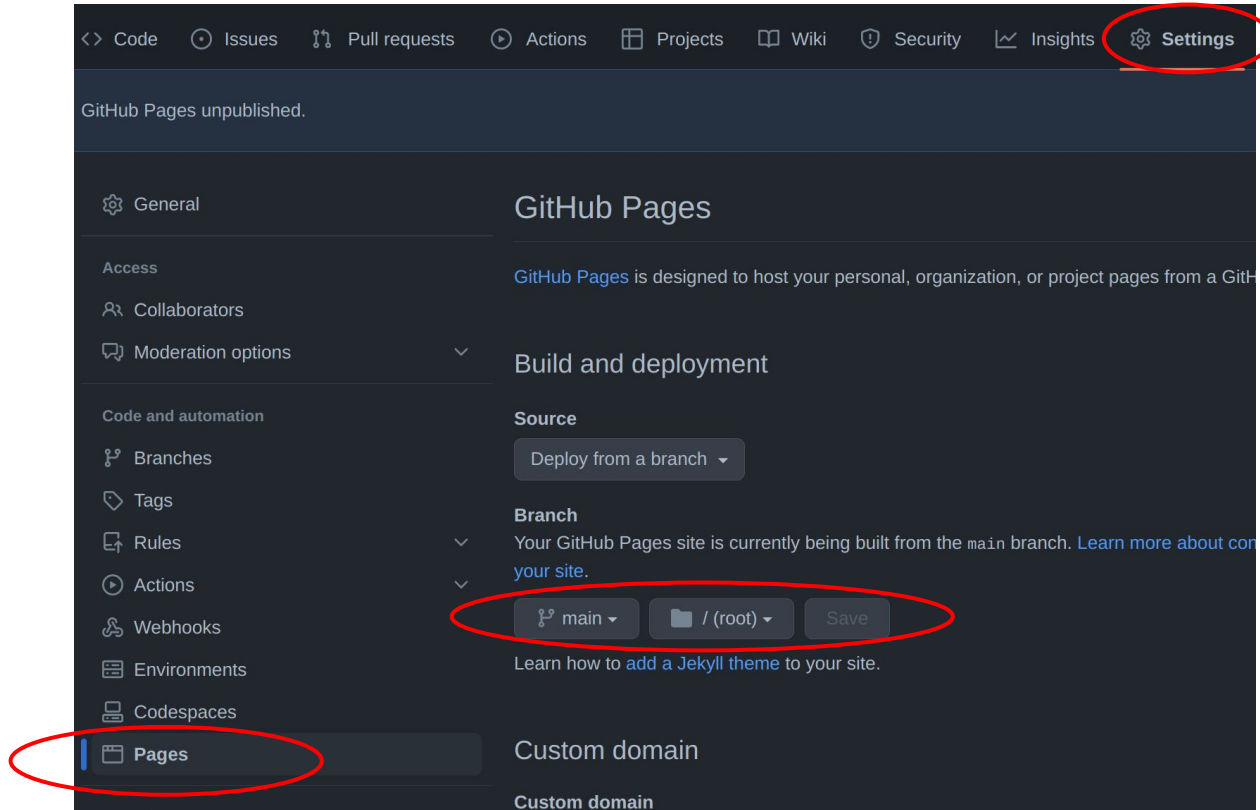 Code Issues Pull requests Actions Projects Wiki Security Insights Settings
GitHub Pages unpublished.
General
Access
Collaborators
Moderation options
Code and automation
Branches
Tags
Rules
Actions
Webhooks
Environments
Codespaces
Pages
GitHub Pages
GitHub Pages is designed to host your personal, organization, or project pages from a GitH
Build and deployment
Source
Deploy from a branch
Branch
Your GitHub Pages site is currently being built from the main branch. Learn more about con
your site.
main / (root) Save
Learn how to add a Jekyll theme to your site.
Custom domain
Custom domain